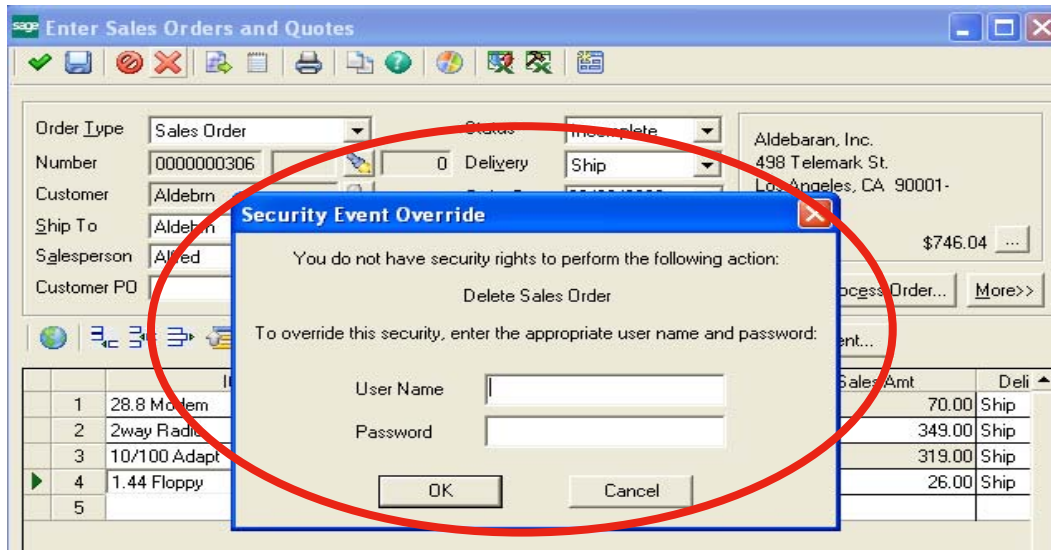 sage Enter Sales Orders and Quotes
Order Type Sales Order Status Incomplete
Number 0000000306 0 Delivery Ship
Aldebaran, Inc.
498 Telemark St.
Los Angeles, CA 90001-
Customer Aldebrn
Ship To Aldebrn
Salesperson Alfred
$746.04 ...
Customer PO
Order... More>>
Security Event Override
You do not have security rights to perform the following action:
Delete Sales Order
To override this security, enter the appropriate user name and password:
User Name
Password
OK Cancel
Sales Amt Deli
1 28.8 Modem 70.00 Ship
2 2way Radio 349.00 Ship
3 10/100 Adapt 319.00 Ship
4 1.44 Floppy 26.00 Ship
5